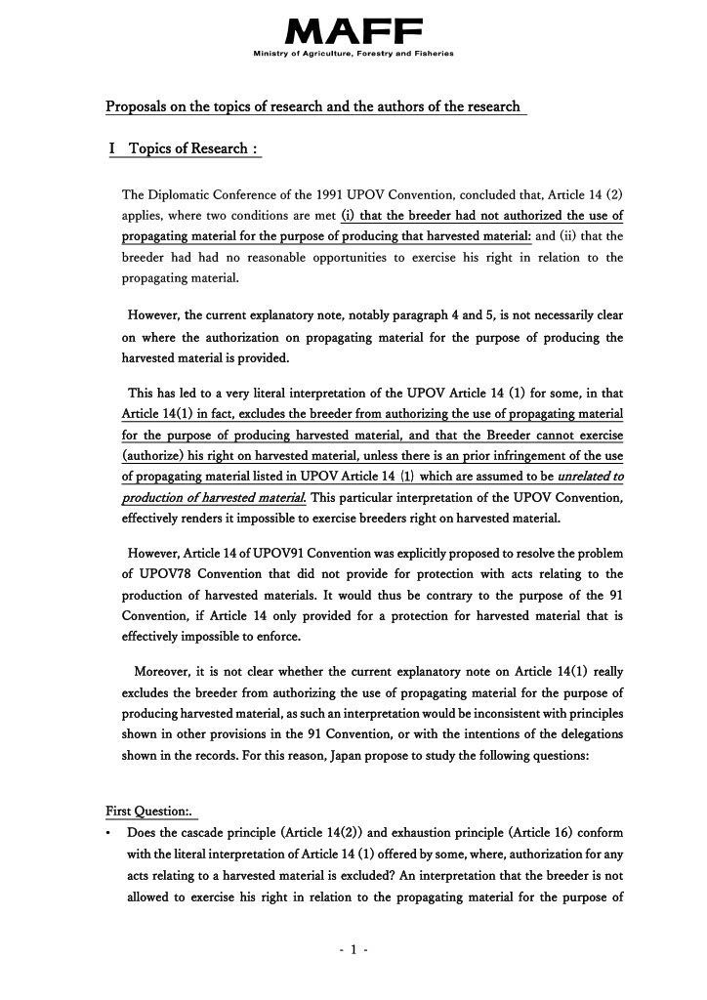 MAFF
Ministry of Agriculture, Forestry and Fisheries
Proposals on the topics of research and the authors of the research
I Topics of Research :
The Diplomatic Conference of the 1991 UPOV Convention, concluded that, Article 14 (2)
applies, where two conditions are met (i) that the breeder had not authorized the use of
propagating material for the purpose of producing that harvested material: and (ii) that the
breeder had had no reasonable opportunities to exercise his right in relation to the
propagating material.
However, the current explanatory note, notably paragraph 4 and 5, is not necessarily clear
on where the authorization on propagating material for the purpose of producing the
harvested material is provided.
This has led to a very literal interpretation of the UPOV Article 14 (1) for some, in that
Article 14(1) in fact, excludes the breeder from authorizing the use of propagating material
for the purpose of producing harvested material, and that the Breeder cannot exercise
(authorize) his right on harvested material, unless there is an prior infringement of the use
of propagating material listed in UPOV Article 14 (1) which are assumed to be unrelated to
production of harvested material. This particular interpretation of the UPOV Convention,
effectively renders it impossible to exercise breeders right on harvested material.
However, Article 14 of UPOV91 Convention was explicitly proposed to resolve the problem
of UPOV78 Convention that did not provide for protection with acts relating to the
production of harvested materials. It would thus be contrary to the purpose of the 91
Convention, if Article 14 only provided for a protection for harvested material that is
effectively impossible to enforce.
Moreover, it is not clear whether the current explanatory note on Article 14(1) really
excludes the breeder from authorizing the use of propagating material for the purpose of
producing harvested material, as such an interpretation would be inconsistent with principles
shown in other provisions in the 91 Convention, or with the intentions of the delegations
shown in the records. For this reason, Japan propose to study the following questions:
First Question:.
• Does the cascade principle (Article 14(2)) and exhaustion principle (Article 16) conform
with the literal interpretation of Article 14 (1) offered by some, where, authorization for any
acts relating to a harvested material is excluded? An interpretation that the breeder is not
allowed to exercise his right in relation to the propagating material for the purpose of
- 1 -